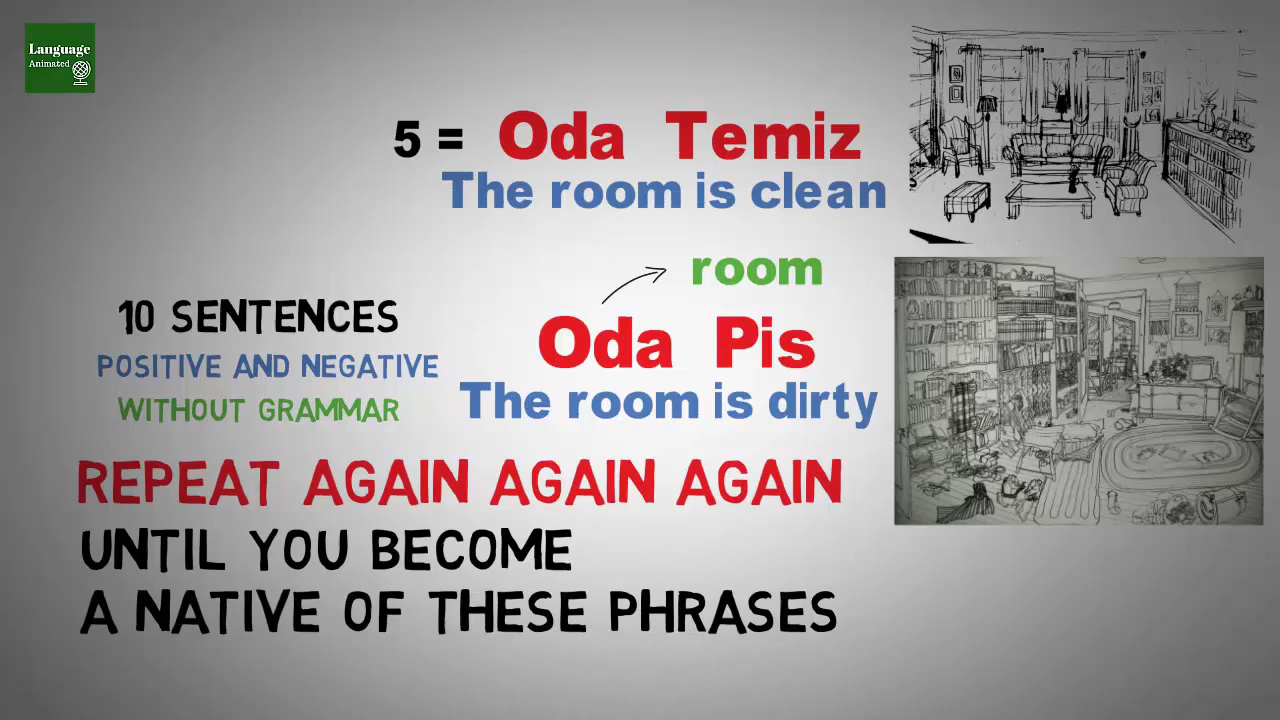 Language
Animated
5 = Oda Temiz
The room is clean
room
Oda Pis
The room is dirty
10 SENTENCES
POSITIVE AND NEGATIVE
WITHOUT GRAMMAR
REPEAT AGAIN AGAIN AGAIN
UNTIL YOU BECOME
A NATIVE OF THESE PHRASES